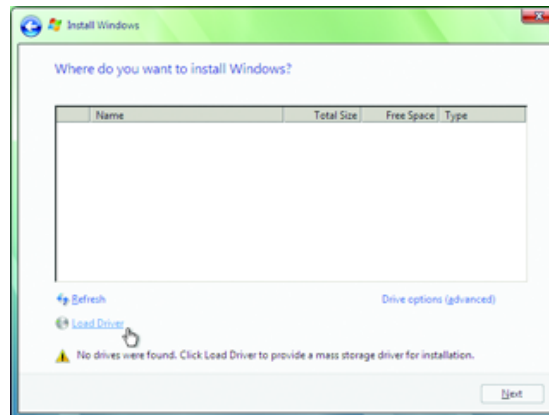 Install Windows
Where do you want to install Windows?
Name Total Size Free Space Type
Refresh Drive options (advanced)
Load Driver
No drives were found. Click Load Driver to provide a mass storage driver for installation.
Next